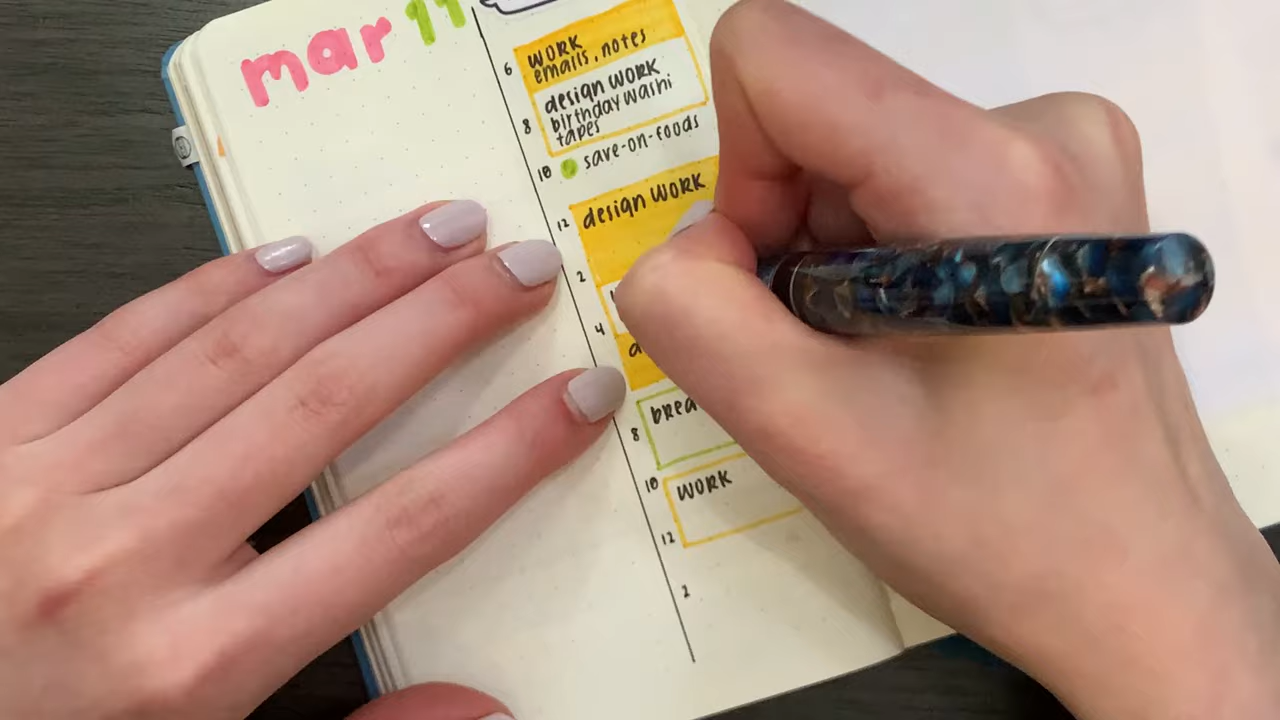 mar 11
6
WORK
emails, notes
design WORK
8
birthday washi
tapes
10
save-on-foods
12
design WORK
2
4
8
10
WORK
12
2